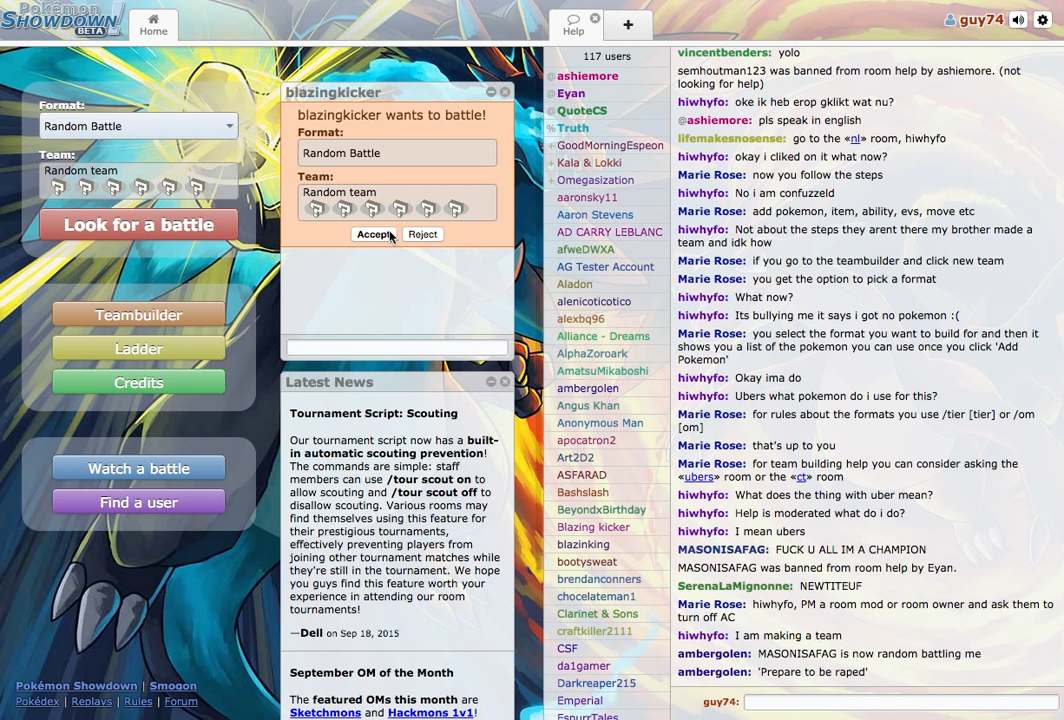 Pokémon
SHOWDOWN!
BETA
Home
Help
+
guy74
Format:
Random Battle
Team:
Random team
Look for a battle
Teambuilder
Ladder
Credits
Watch a battle
Find a user
Pokémon Showdown | Smogon
Pokédex | Replays | Rules | Forum
blazingkicker
blazingkicker wants to battle!
Format:
Random Battle
Team:
Random team
Accept Reject
Latest News
Tournament Script: Scouting
Our tournament script now has a built-
in automatic scouting prevention!
The commands are simple: staff
members can use /tour scout on to
allow scouting and /tour scout off to
disallow scouting. Various rooms may
find themselves using this feature for
their prestigious tournaments,
effectively preventing players from
joining other tournament matches while
they're still in the tournament. We hope
you guys find this feature worth your
experience in attending our room
tournaments!
—Dell on Sep 18, 2015
September OM of the Month
The featured OMs this month are
Sketchmons and Hackmons 1v1!
117 users
@ashiemore
@Eyan
@QuoteCS
%Truth
+GoodMorningEspeon
+Kala & Lokki
+Omegasization
aaronsky11
Aaron Stevens
AD CARRY LEBLANC
afweDWXA
AG Tester Account
Aladon
alenicoticotico
alexbq96
Alliance - Dreams
AlphaZoroark
AmatsuMikaboshi
ambergolen
Angus Khan
Anonymous Man
apocatron2
Art2D2
ASFARAD
Bashslash
BeyondxBirthday
Blazing kicker
blazinking
bootysweat
brendanconners
chocolateman1
Clarinet & Sons
craftkiller2111
CSF
da1gamer
Darkreaper215
Emperial
EspurrTales
vincentbenders: yolo
semhoutman123 was banned from room help by ashiemore. (not
looking for help)
hiwhyfo: oke ik heb erop gklikt wat nu?
@ashiemore: pls speak in english
lifemakesnosense: go to the «nl» room, hiwhyfo
hiwhyfo: okay i cliked on it what now?
Marie Rose: now you follow the steps
hiwhyfo: No i am confuzzeld
Marie Rose: add pokemon, item, ability, evs, move etc
hiwhyfo: Not about the steps they arent there my brother made a
team and idk how
Marie Rose: if you go to the teambuilder and click new team
Marie Rose: you get the option to pick a format
hiwhyfo: What now?
hiwhyfo: Its bullying me it says i got no pokemon :(
Marie Rose: you select the format you want to build for and then it
shows you a list of the pokemon you can use once you click 'Add
Pokemon'
hiwhyfo: Okay ima do
hiwhyfo: Ubers what pokemon do i use for this?
Marie Rose: for rules about the formats you use /tier [tier] or /om
[om]
Marie Rose: that's up to you
Marie Rose: for team building help you can consider asking the
«ubers» room or the «ct» room
hiwhyfo: What does the thing with uber mean?
hiwhyfo: Help is moderated what do i do?
hiwhyfo: I mean ubers
MASONISAFAG: FUCK U ALL IM A CHAMPION
MASONISAFAG was banned from room help by Eyan.
SerenaLaMignonne: NEWTITEUF
Marie Rose: hiwhyfo, PM a room mod or room owner and ask them to
turn off AC
hiwhyfo: I am making a team
ambergolen: MASONISAFAG is now random battling me
ambergolen: 'Prepare to be raped'
guy74: